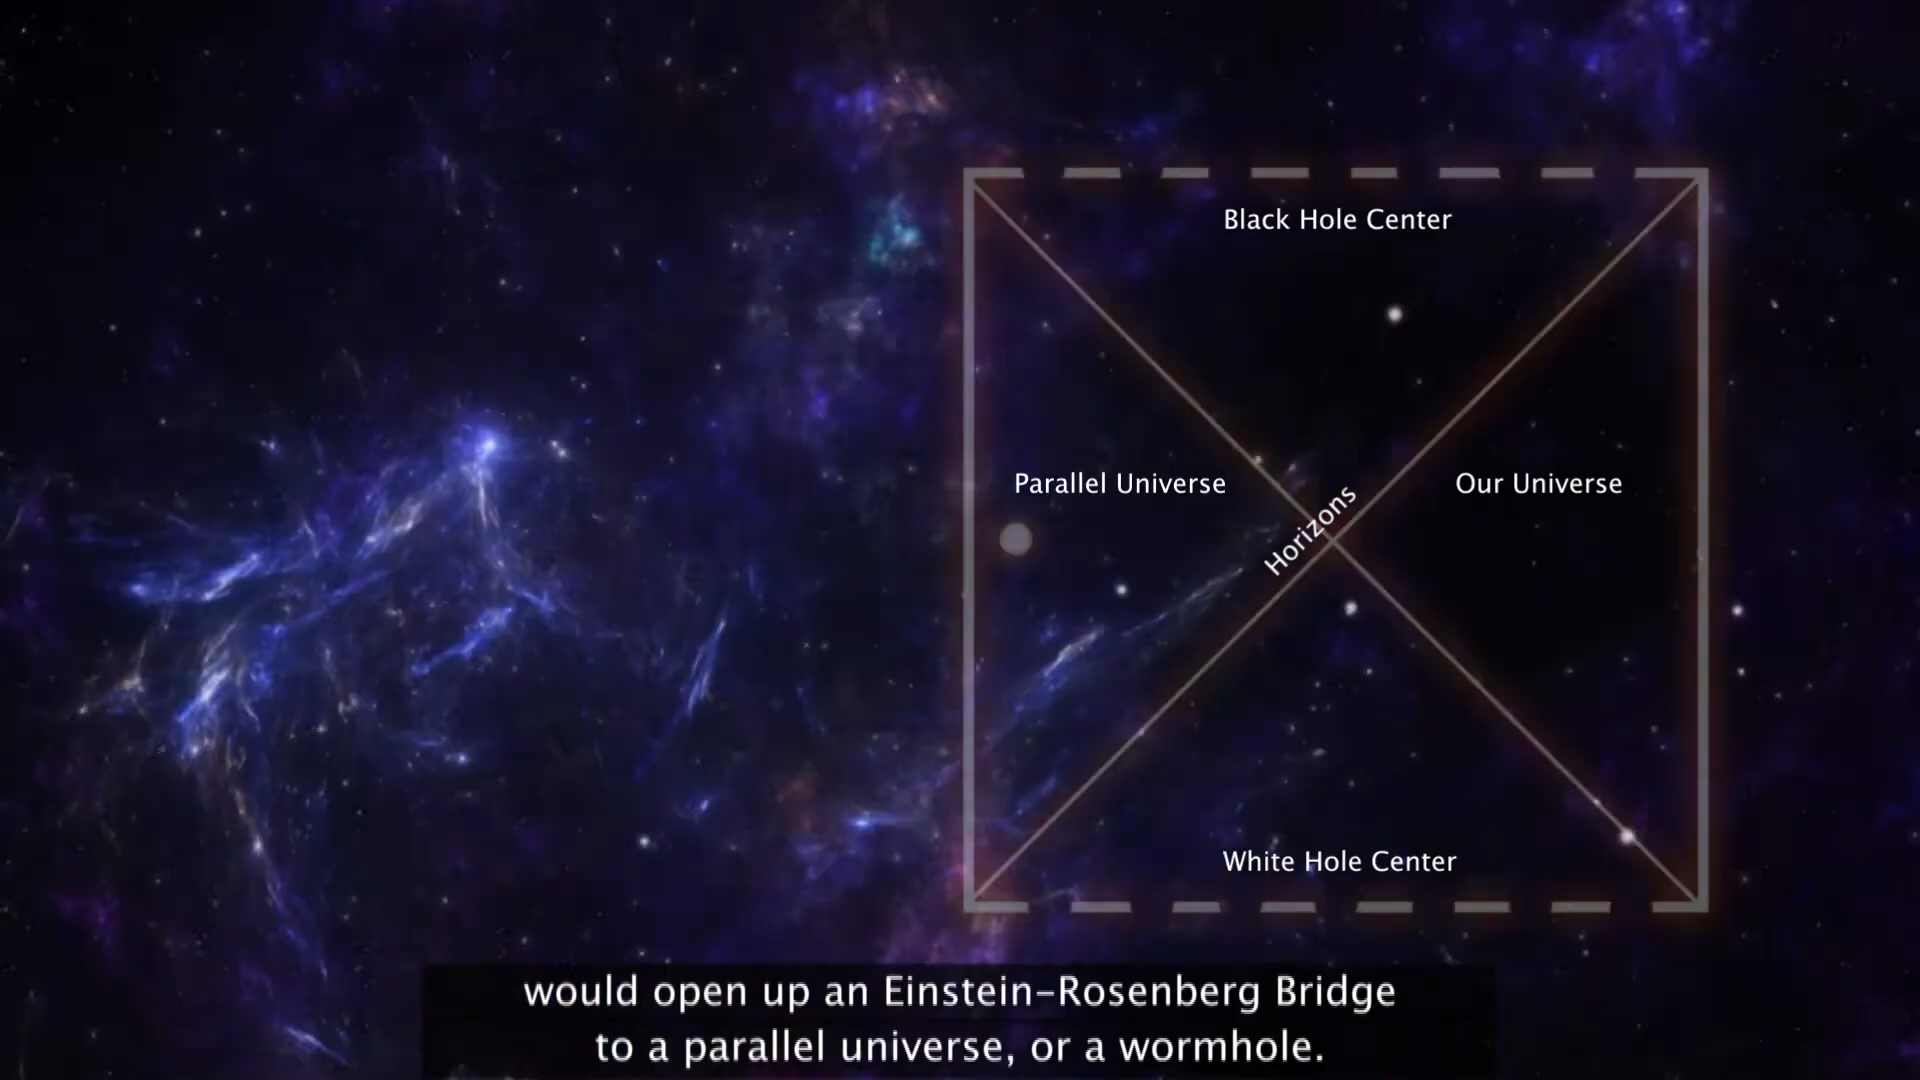 Black Hole Center
Parallel Universe
Our Universe
Horizons
White Hole Center
would open up an Einstein–Rosenberg Bridge
to a parallel universe, or a wormhole.